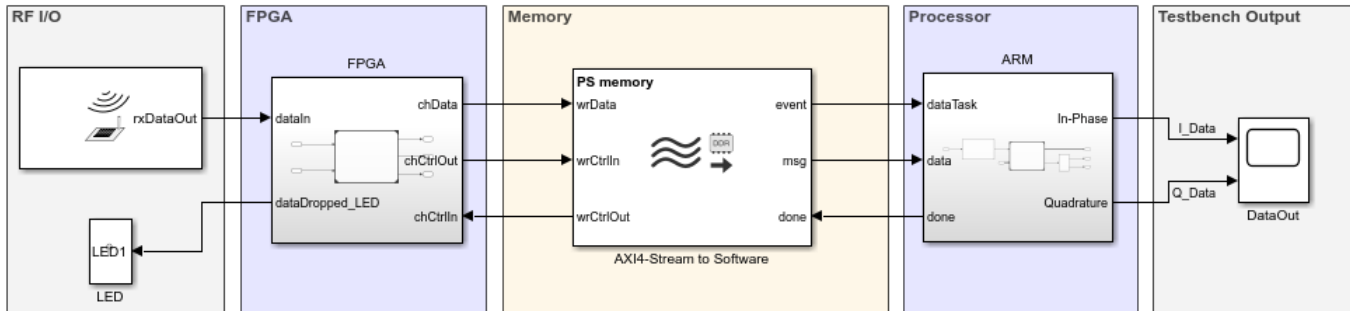 RF I/O
rxDataOut
LED1
LED
FPGA
FPGA
dataIn
dataDropped_LED
chData
chCtrlOut
chCtrlIn
Memory
PS memory
wrData
wrCtrlIn
wrCtrlOut
DDR
event
msg
done
AXI4-Stream to Software
Processor
ARM
dataTask
data
done
In-Phase
Quadrature
Testbench Output
I_Data
Q_Data
DataOut